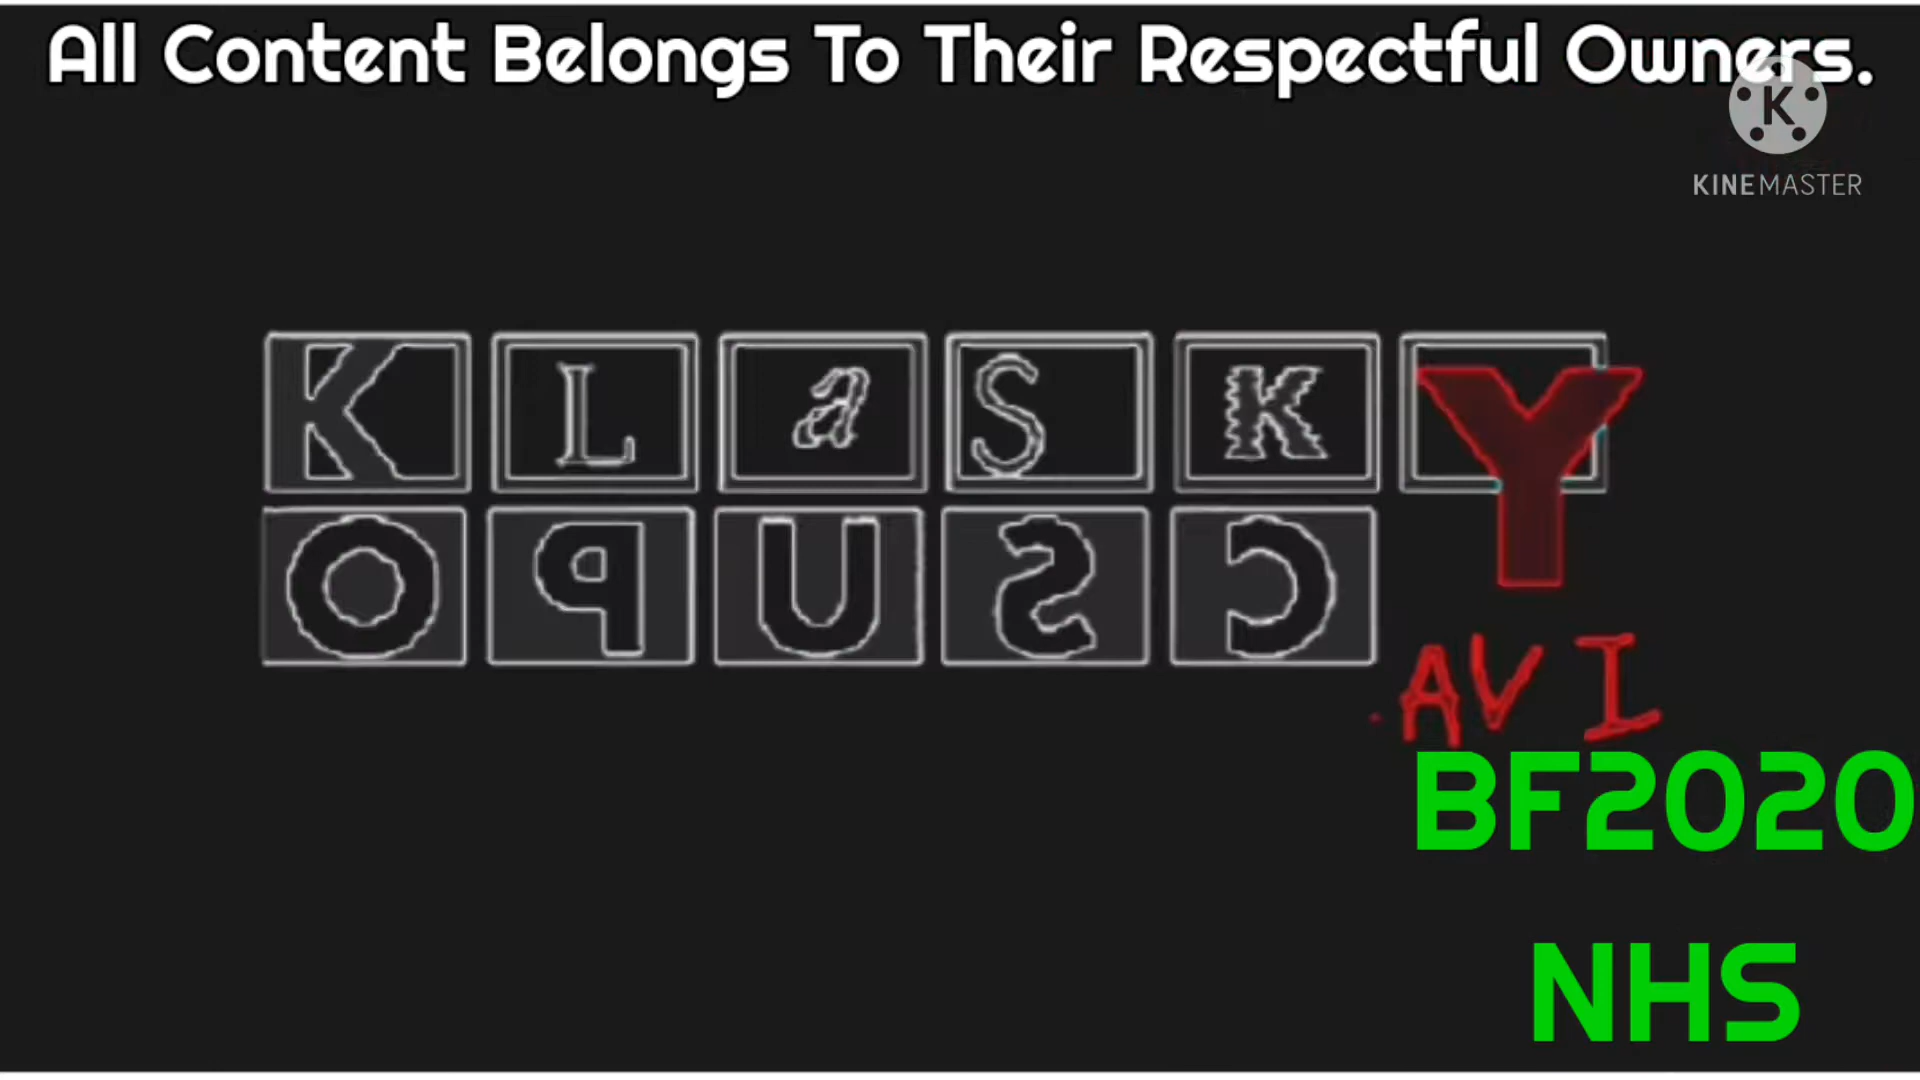 All Content Belongs To Their Respectful Owners.
K
KINEMASTER
KLaSKY
OPUSC
.AVI
BF2020
NHS